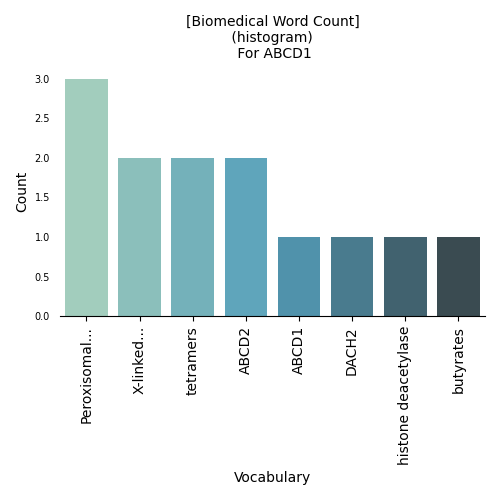 [Biomedical Word Count]
(histogram)
For ABCD1
Count
3.0
2.5
2.0
1.5
1.0
0.5
0.0
Peroxisomal...
X-linked...
tetramers
ABCD2
ABCD1
DACH2
histone deacetylase
butyrates
Vocabulary